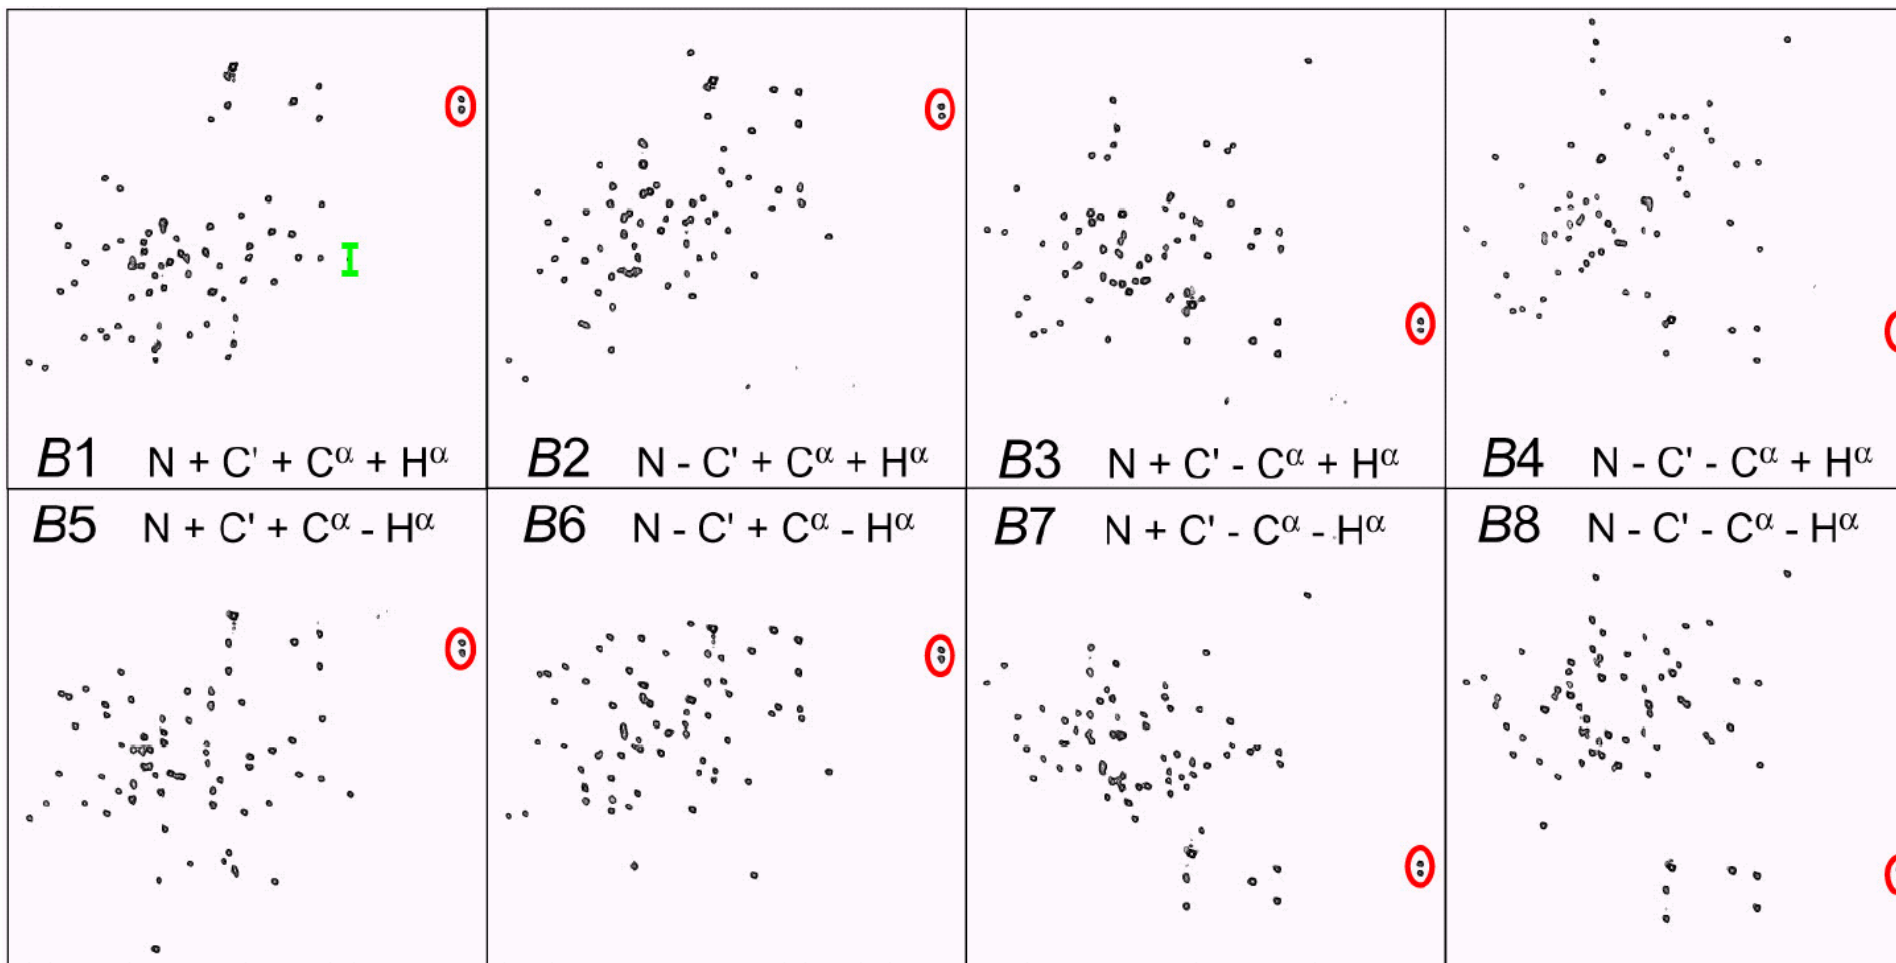 B1 N + C' + Cα + Hα
B2 N - C' + Cα + Hα
B3 N + C' - Cα + Hα
B4 N - C' - Cα + Hα
B5 N + C' + Cα - Hα
B6 N - C' + Cα - Hα
B7 N + C' - Cα - Hα
B8 N - C' - Cα - Hα